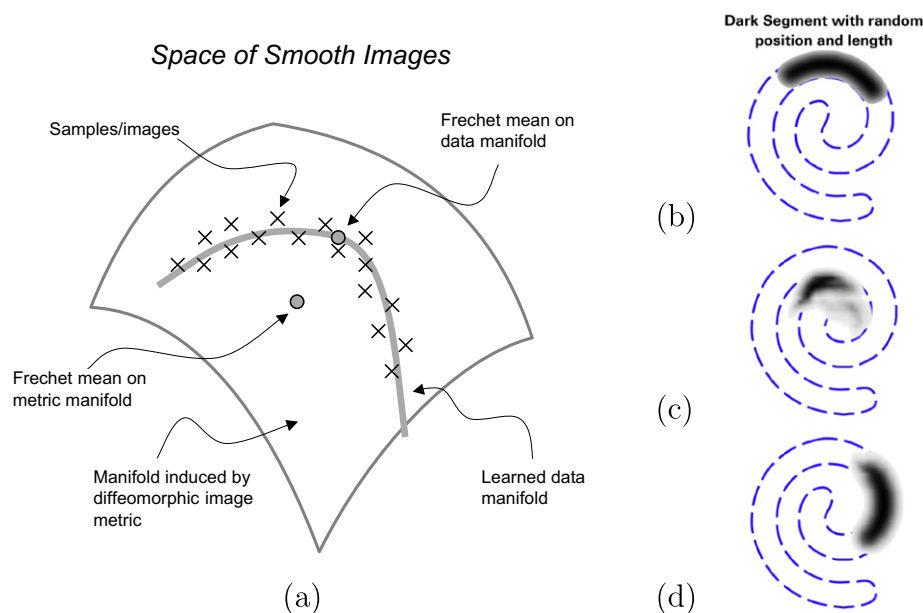 Space of Smooth Images
Samples/images
Frechet mean on
data manifold
Frechet mean on
metric manifold
Manifold induced by
diffeomorphic image
metric
Learned data
manifold
(a)
Dark Segment with random
position and length
(b)
(c)
(d)